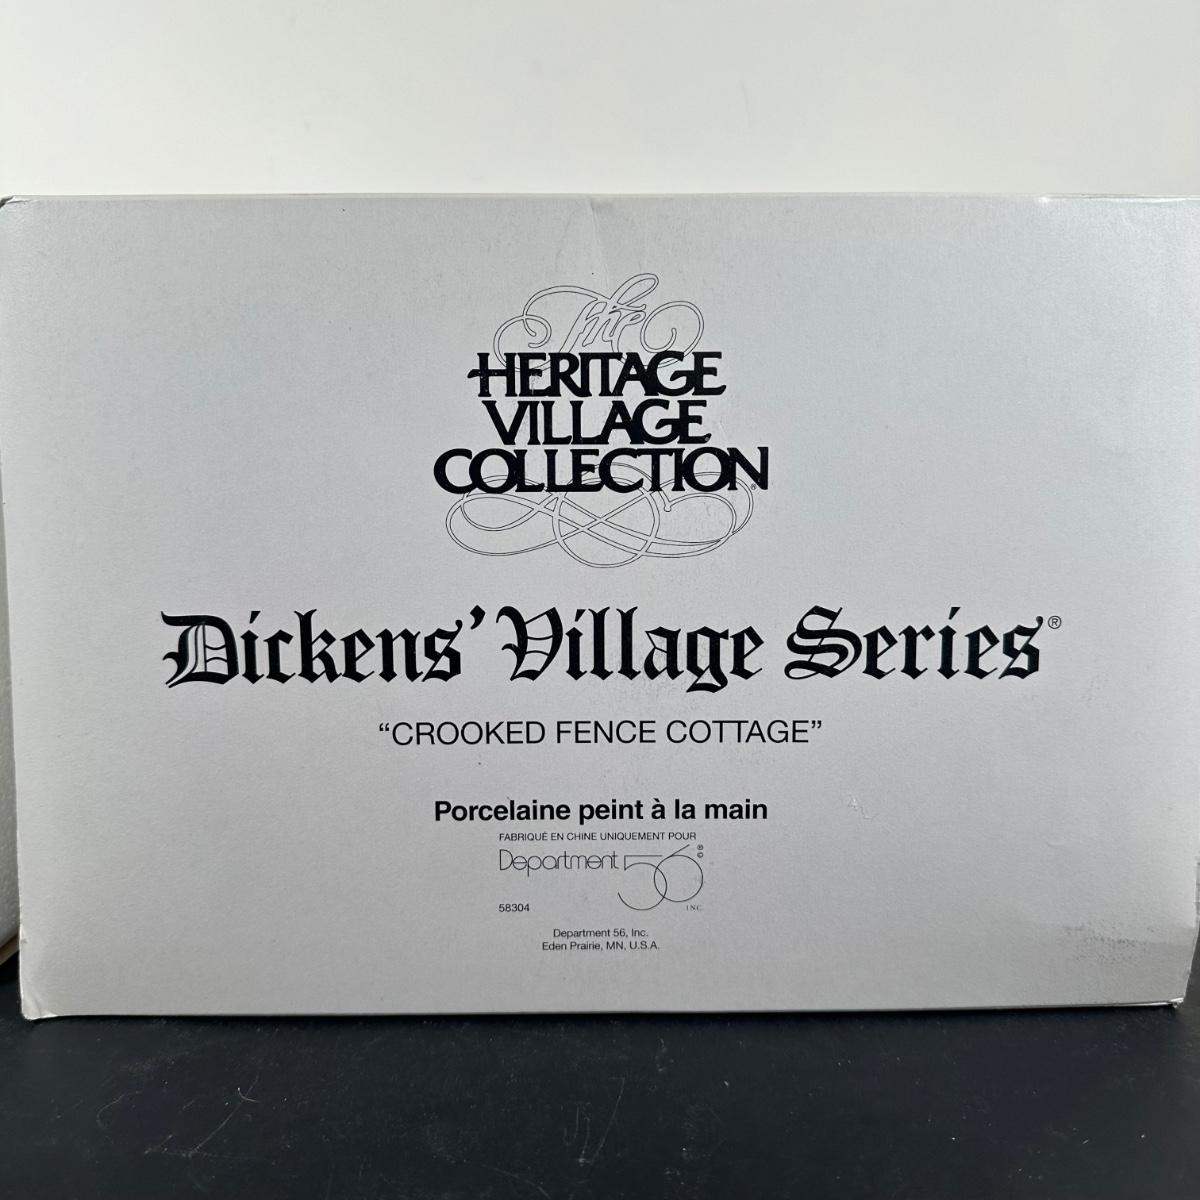 The
HERITAGE
VILLAGE
COLLECTION®
Dickens' Village Series®
“CROOKED FENCE COTTAGE”
Porcelaine peint à la main
FABRIQUÉ EN CHINE UNIQUEMENT POUR
Department 56®©
58304 INC.
Department 56, Inc.
Eden Prairie, MN, U.S.A.